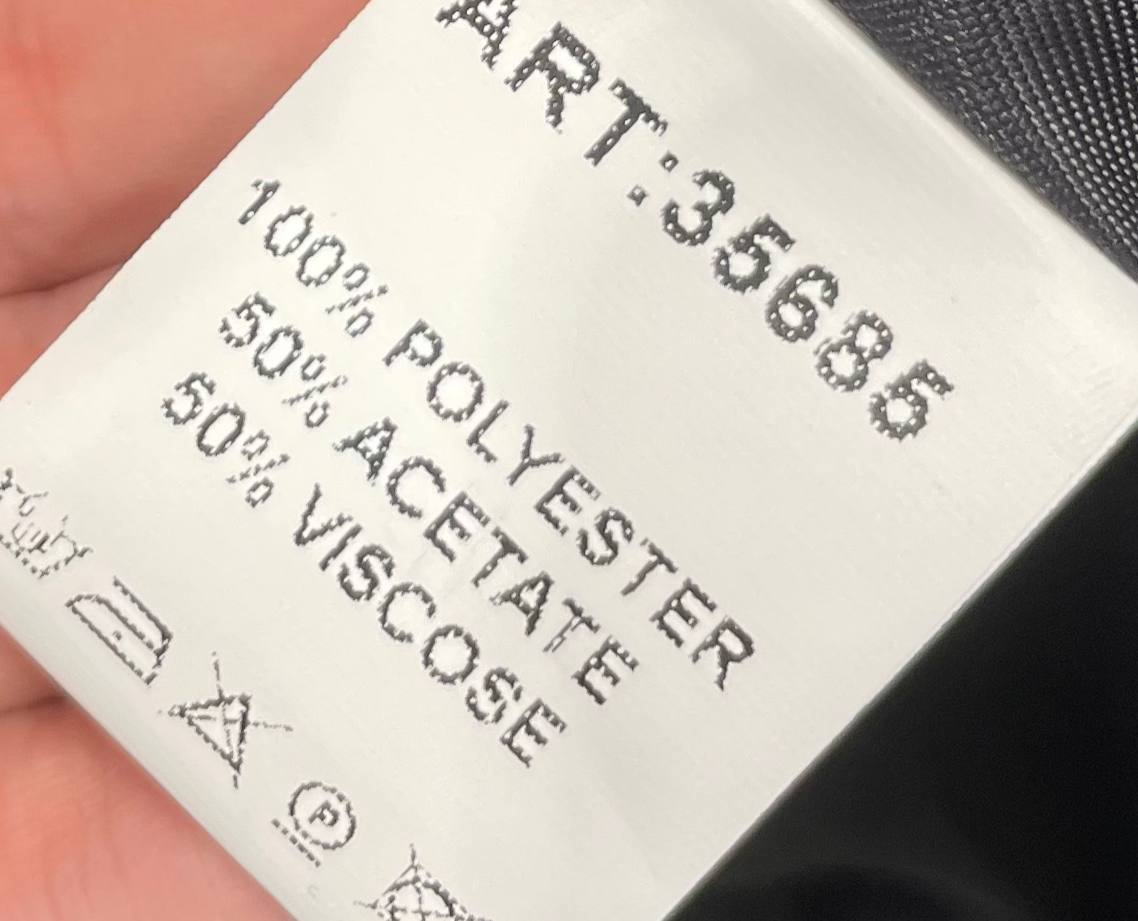 ART:35685
100% POLYESTER
50% ACETATE
50% VISCOSE
P